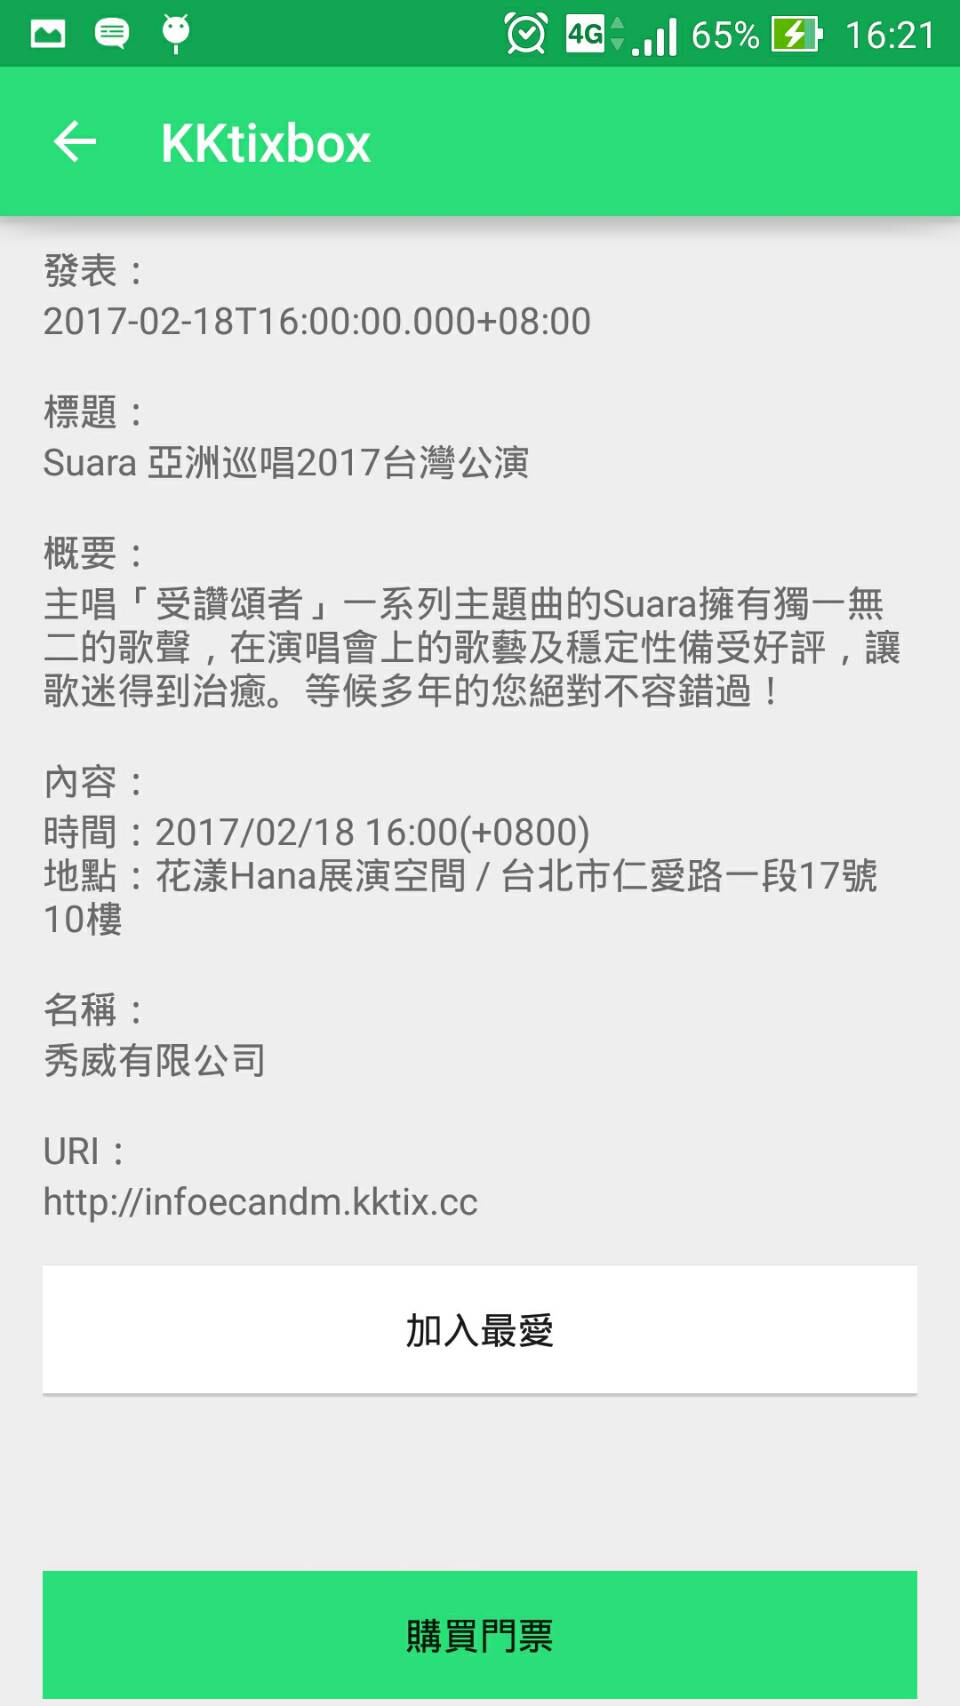 4G 65% 16:21
KKtixbox
發表：
2017-02-18T16:00:00.000+08:00
標題：
Suara 亞洲巡唱2017台灣公演
概要：
主唱「受讚頌者」一系列主題曲的Suara擁有獨一無
二的歌聲，在演唱會上的歌藝及穩定性備受好評，讓
歌迷得到治癒。等候多年的您絕對不容錯過！
內容：
時間：2017/02/18 16:00(+0800)
地點：花漾Hana展演空間 / 台北市仁愛路一段17號
10樓
名稱：
秀威有限公司
URI：
http://infoecandm.kktix.cc
加入最愛
購買門票